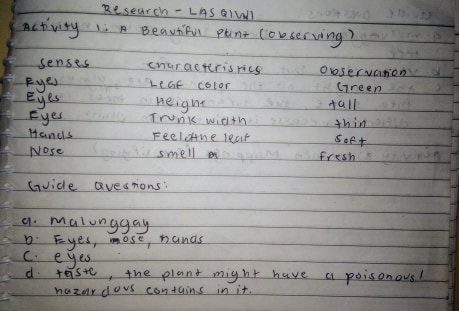 Research - LAS Q1W1
Activity 1. A Beautiful plant (observing)
senses characteristics observation
Eyes Leaf color Green
Eyes Height tall
Eyes Trunk width thin
Hands Feel of the leaf soft
Nose smell fresh
Guide Questions:
a. malunggay
b. Eyes, nose, hands
c. eyes
d. taste, the plant might have a poisonous/
hazardous contains in it.